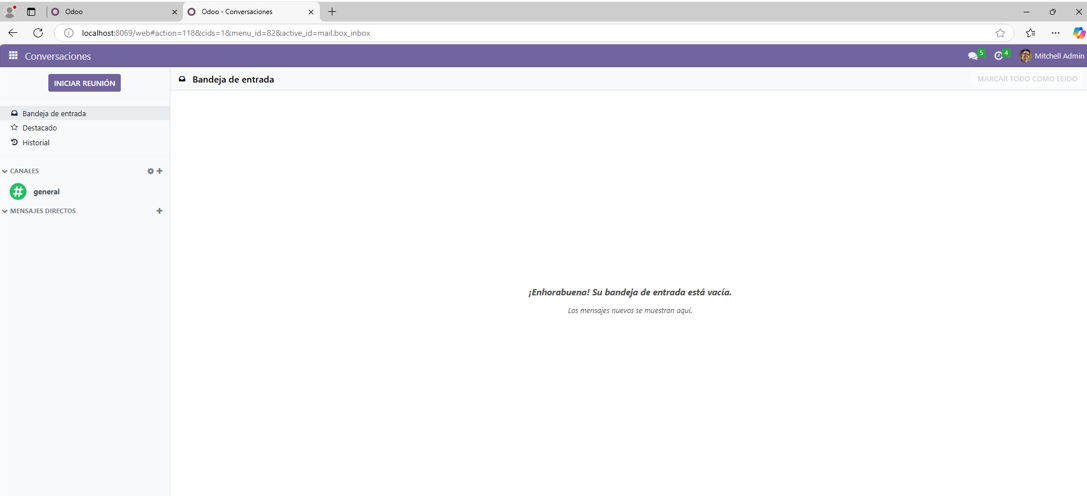 Odoo
Odoo - Conversaciones
localhost:8069/web#action=118&cids=1&menu_id=82&active_id=mail.box_inbox
Conversaciones
5
4
Mitchell Admin
INICIAR REUNIÓN
Bandeja de entrada
MARCAR TODO COMO LEIDO
Bandeja de entrada
Destacado
Historial
CANALES
# general
MENSAJES DIRECTOS
¡Enhorabuena! Su bandeja de entrada está vacía.
Los mensajes nuevos se muestran aquí.